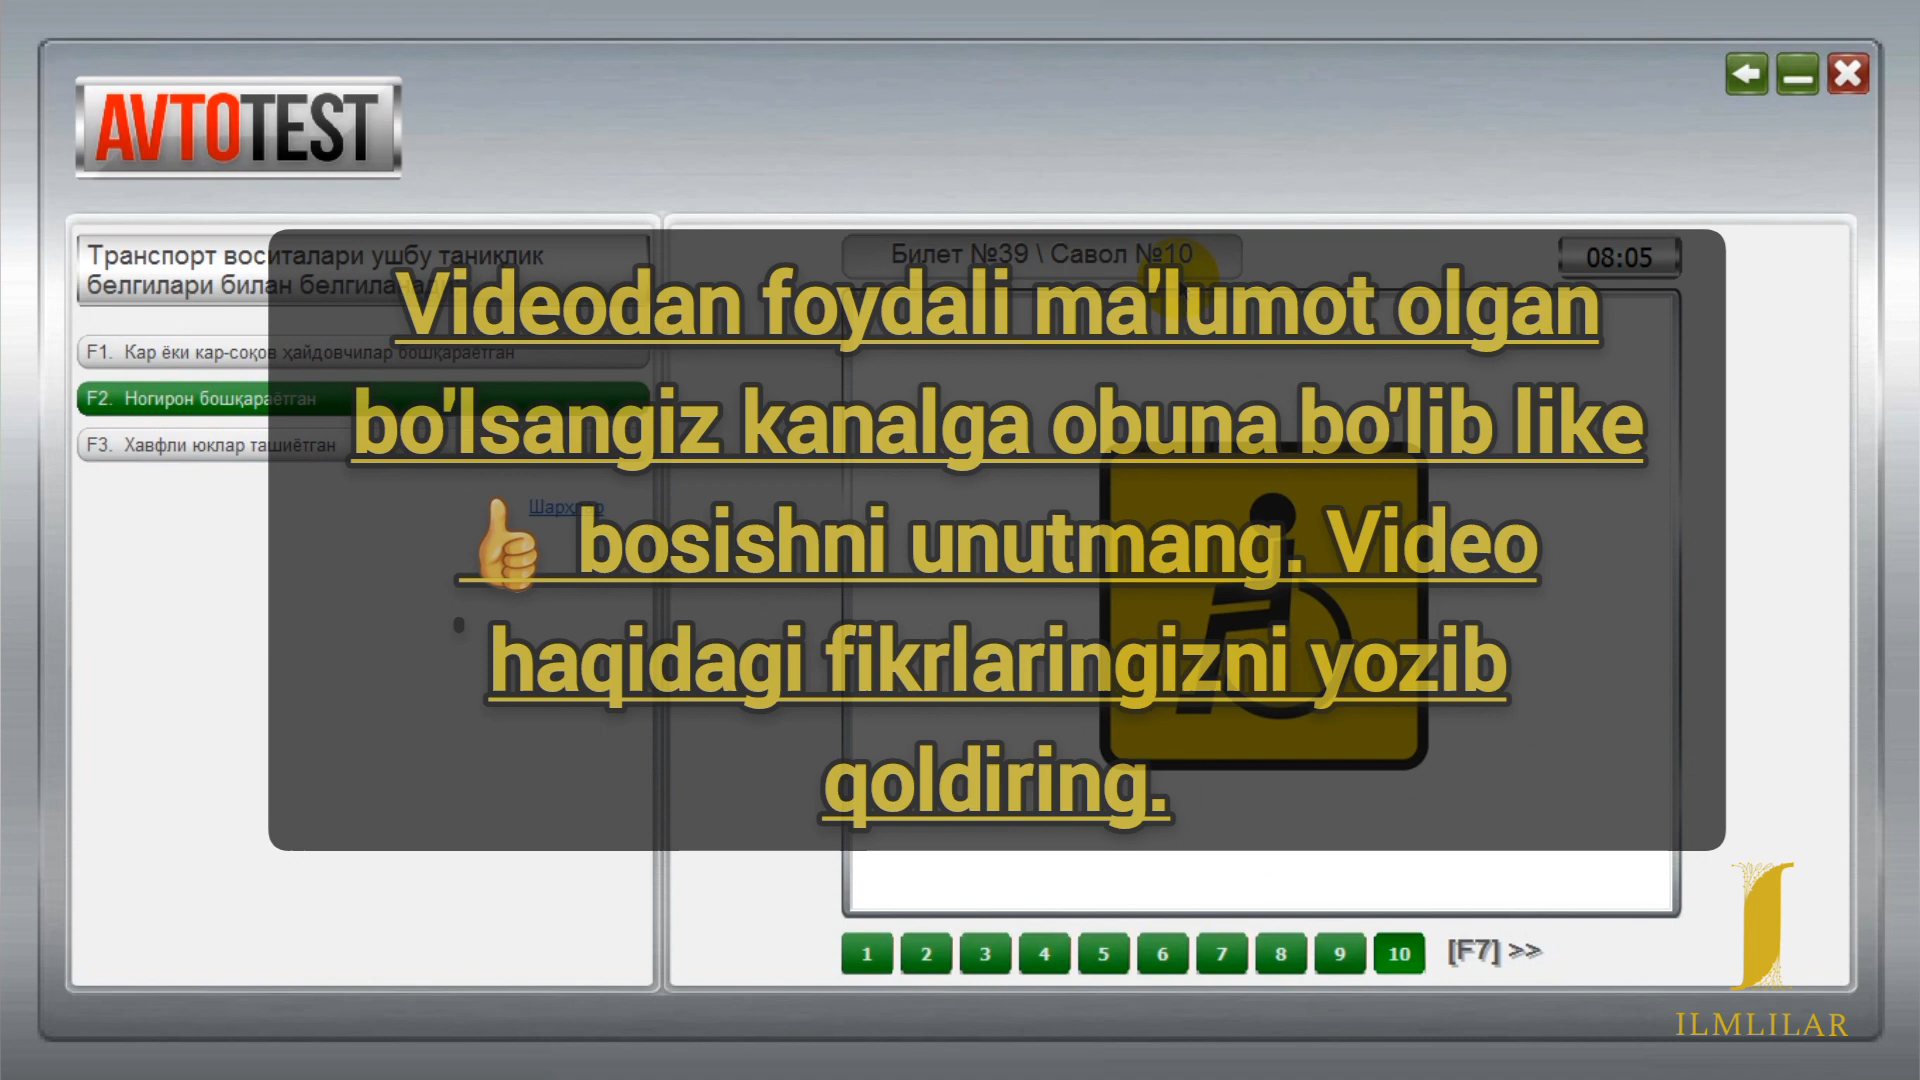 AVTOTEST
Транспорт воситалари ушбу таниқлик
белгилари билан белгиланади
F1. Кар ёки кар-соқов ҳайдовчилар бошқараётган
F2. Ногирон бошқараётган
F3. Хавфли юклар ташиётган
Шарҳлар
Билет №39 \ Савол №10
08:05
Videodan foydali ma'lumot olgan
bo'lsangiz kanalga obuna bo'lib like
👍 bosishni unutmang. Video
haqidagi fikrlaringizni yozib
qoldiring.
1 2 3 4 5 6 7 8 9 10 [F7] >>
ILMLILAR